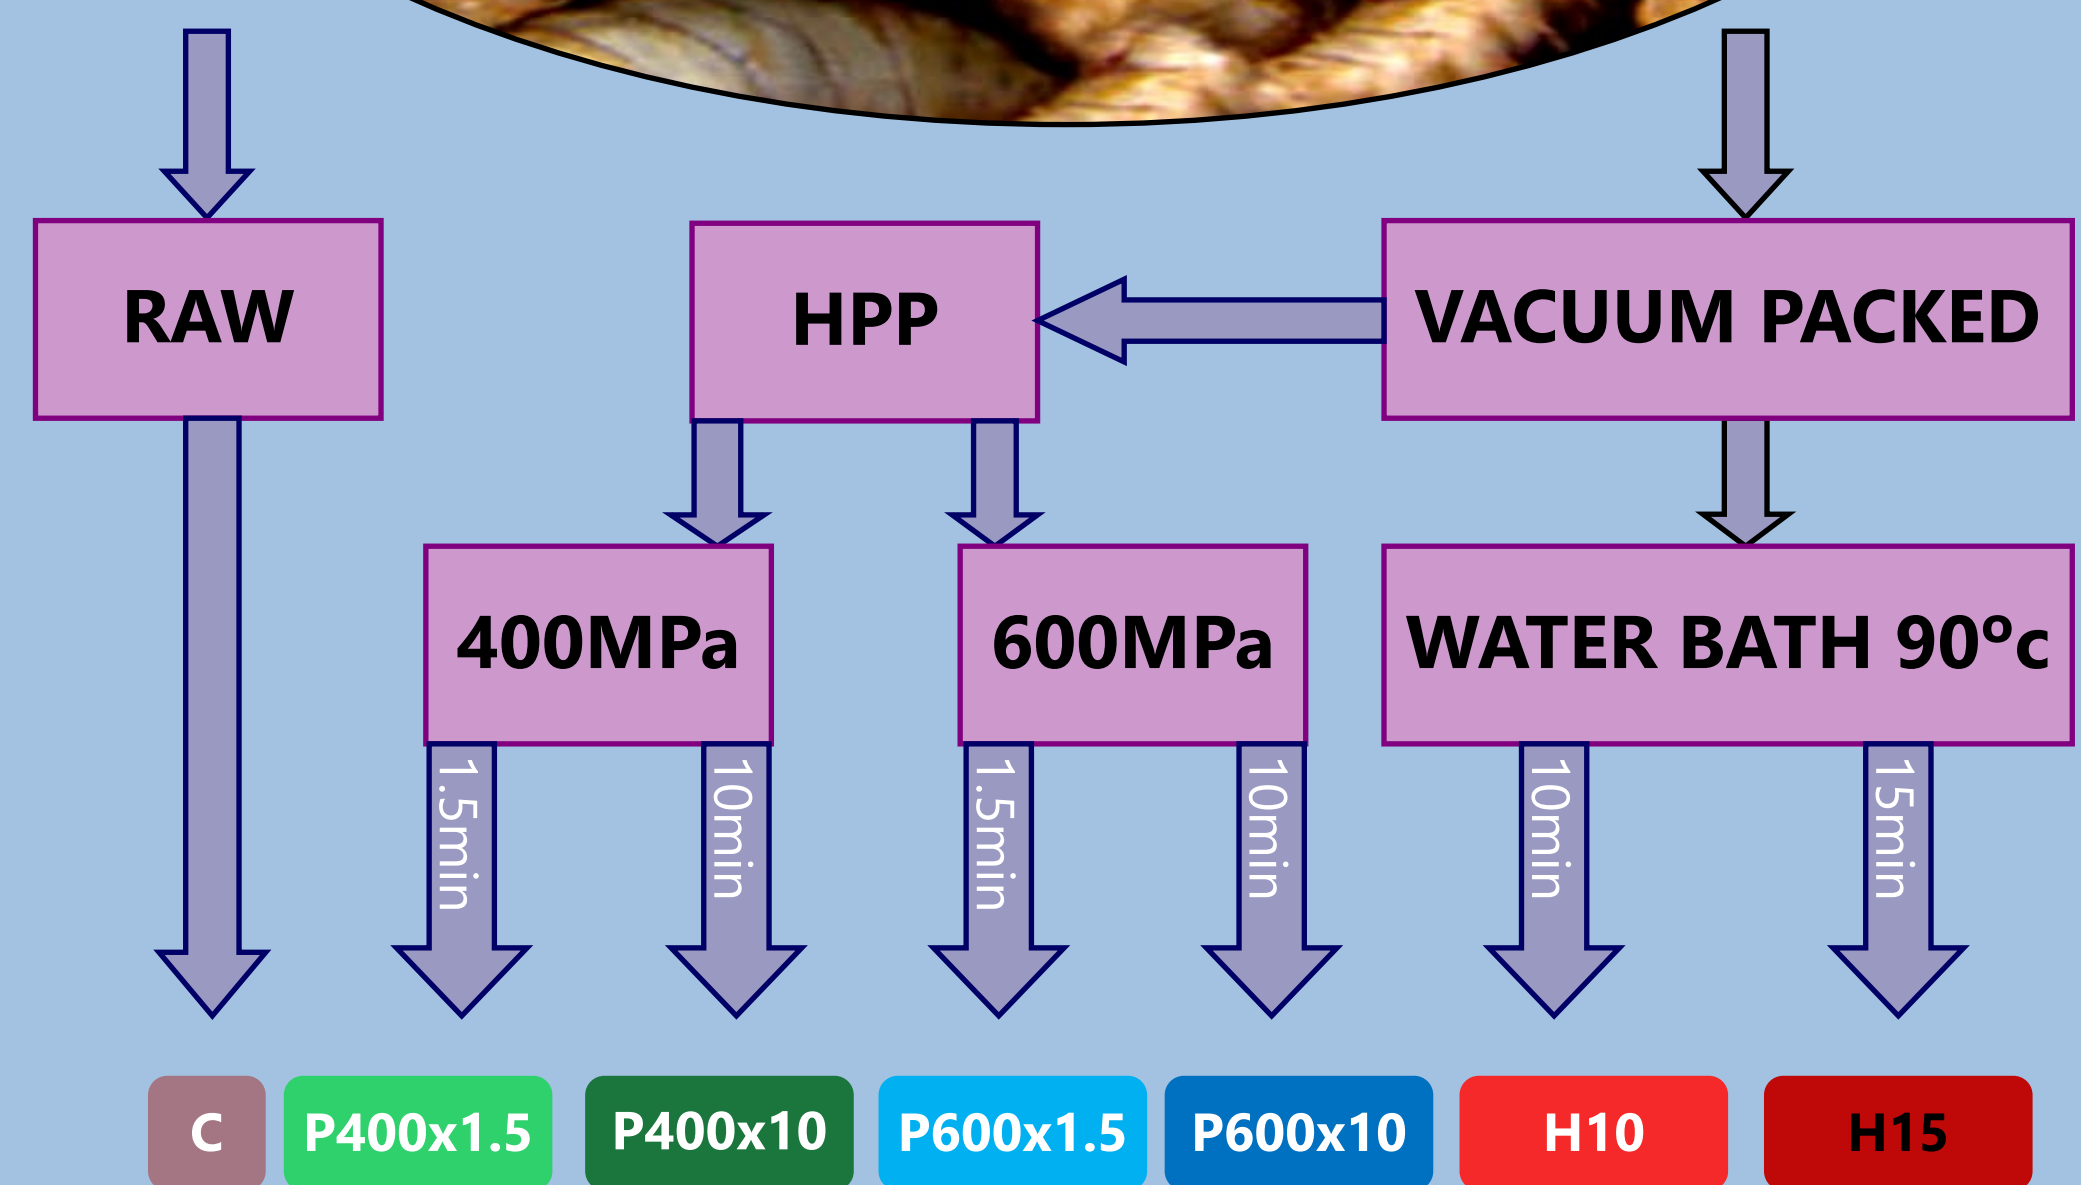 RAW
HPP
VACUUM PACKED
400MPa
600MPa
WATER BATH 90ºc
1.5min
10min
1.5min
10min
10min
15min
C
P400x1.5
P400x10
P600x1.5
P600x10
H10
H15